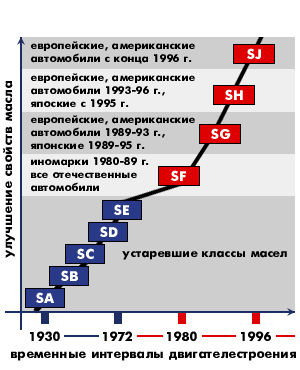 европейские, американские
автомобили с конца 1996 г.
SJ
европейские, американские
автомобили 1993-96 г.,
япоские с 1995 г.
SH
европейские, американские
автомобили 1989-93 г.,
японские 1989-95 г.
SG
иномарки 1980-89 г.
все отечественные
автомобили
SF
SE
SD
SC
устаревшие классы масел
SB
SA
улучшение свойств масла
1930
1972
1980
1996
временные интервалы двигателестроения